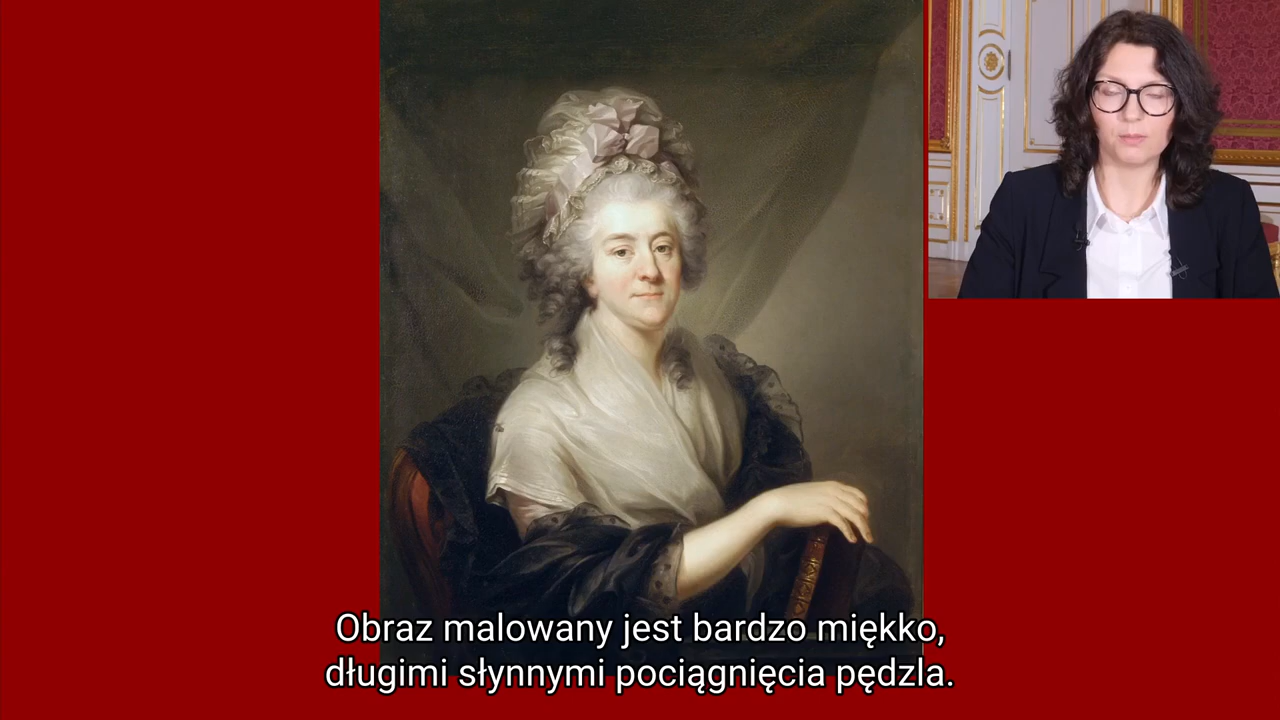 Obraz malowany jest bardzo miękko,
długimi słynnymi pociągnięcia pędzla.